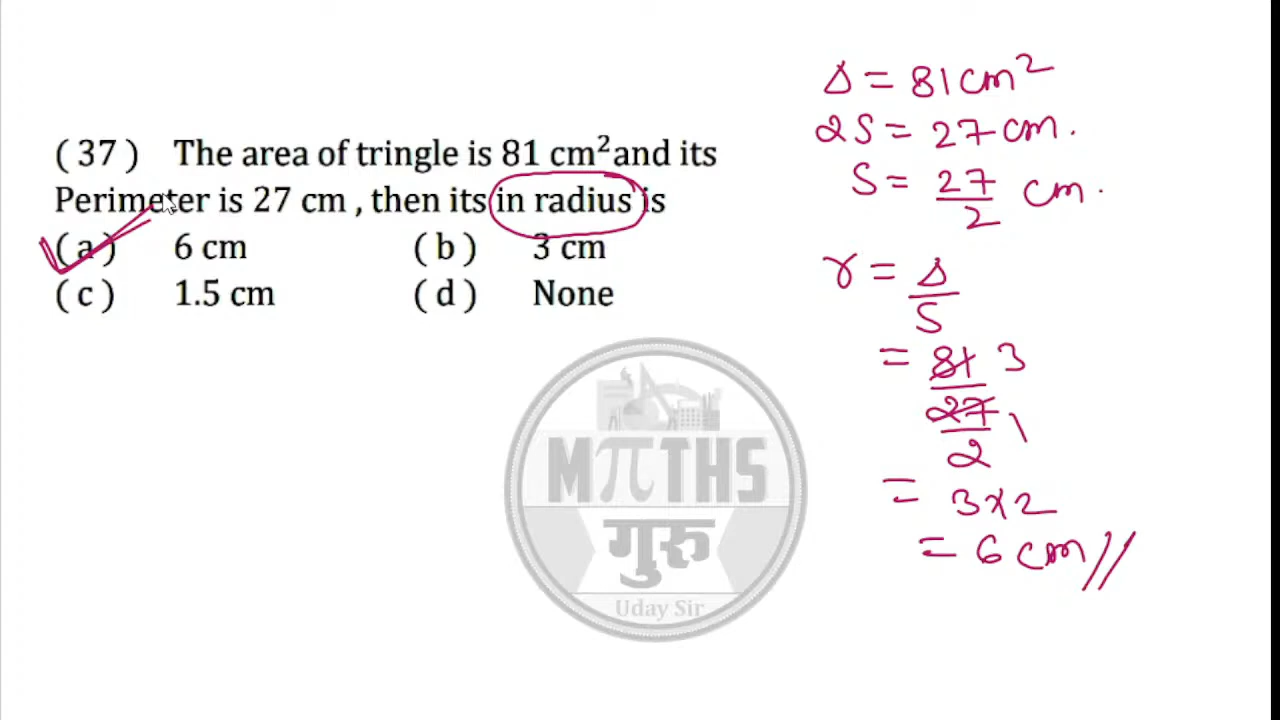 ( 37 ) The area of tringle is 81 cm² and its
Perimeter is 27 cm , then its in radius is
( a ) 6 cm ( b ) 3 cm
( c ) 1.5 cm ( d ) None
Δ = 81 cm²
2S = 27 cm.
S = 27/2 cm.
r = Δ/S
= 81 3
27 1
2
= 3 × 2
= 6 cm //
MπTHS
गुरु
Uday Sir